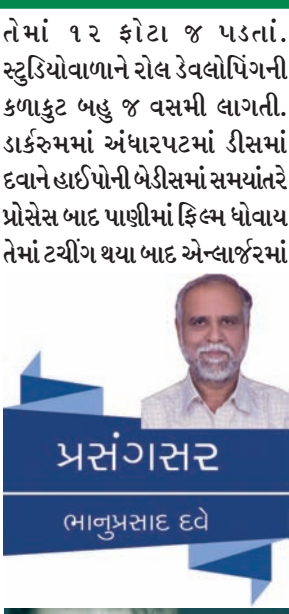 તેમાં ૧૨ ફોટા જ પડતાં.
સ્ટુડિયોવાળાને રોલ ડેવલોપિંગની
કળાકુટ બહુ જ વસમી લાગતી.
ડાર્કરુમમાં અંધારપટમાં ડીસમાં
દવાને હાઈપોની બેડીસમાં સમયાંતરે
પ્રોસેસ બાદ પાણીમાં ફિલ્મ ધોવાય
તેમાં ટચીંગ થયા બાદ એન્લાર્જરમાં
પ્રસંગસર
ભાનુપ્રસાદ દવે